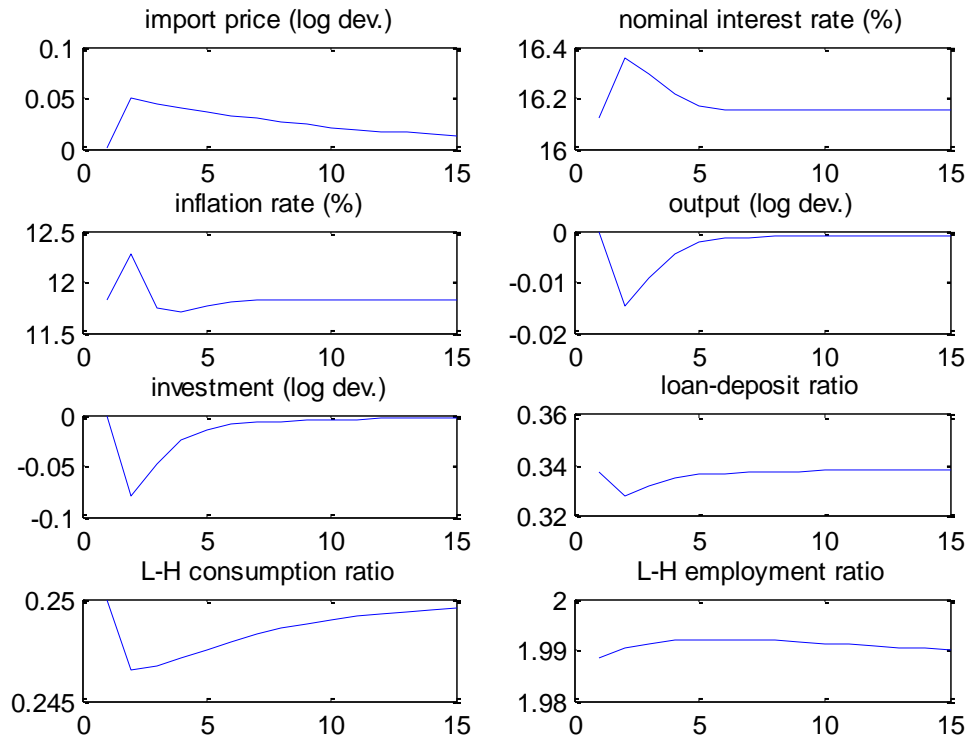 import price (log dev.)
0.1
0.05
0
0 5 10 15
nominal interest rate (%)
16.4
16.2
16
0 5 10 15
inflation rate (%)
12.5
12
11.5
0 5 10 15
output (log dev.)
0
-0.01
-0.02
0 5 10 15
investment (log dev.)
0
-0.05
-0.1
0 5 10 15
loan-deposit ratio
0.36
0.34
0.32
0 5 10 15
L-H consumption ratio
0.25
0.245
0 5 10 15
L-H employment ratio
2
1.99
1.98
0 5 10 15